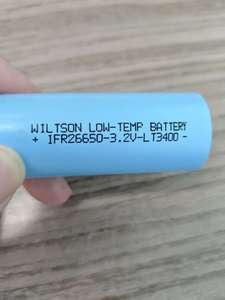 WILTSON LOW-TEMP BATTERY
+ IFR26650-3.2V-LT3400 -